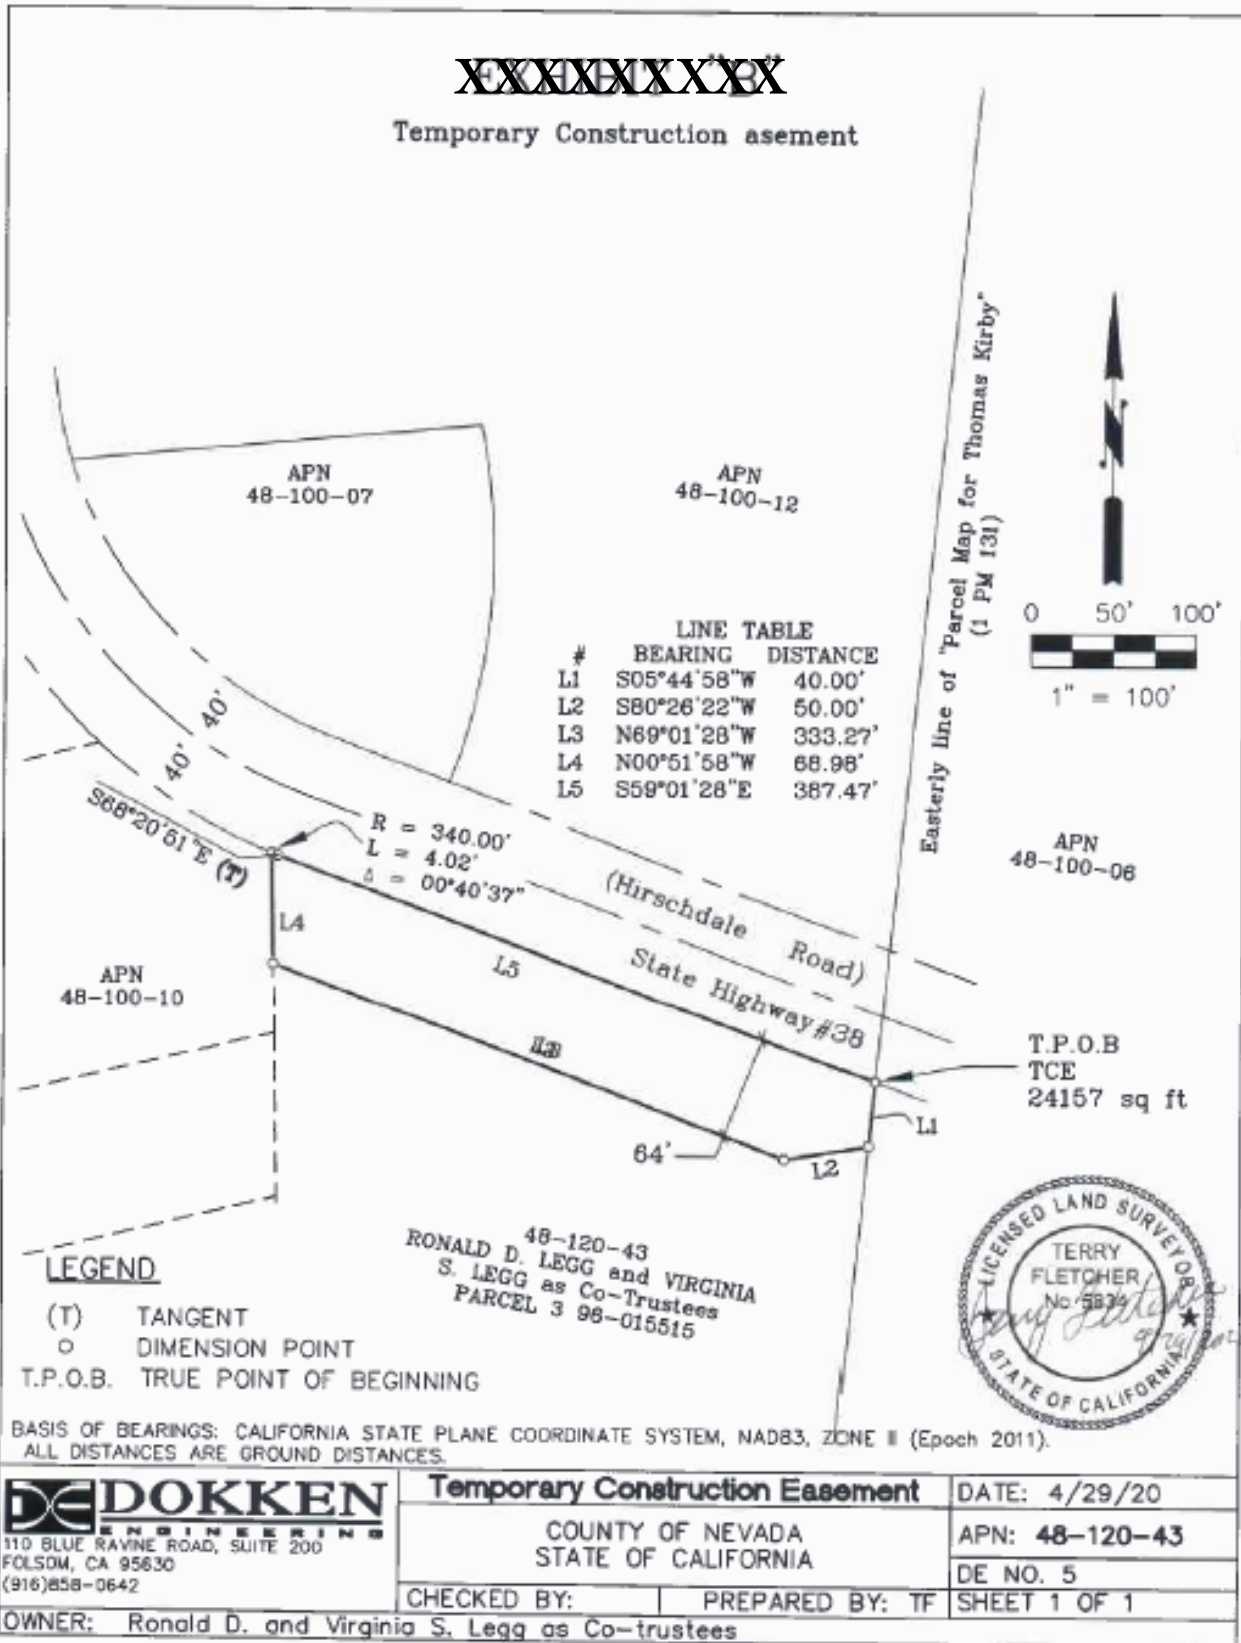 Temporary Construction asement
Easterly line of "Parcel Map for Thomas Kirby"
(1 PM 131)
APN
48-100-07
APN
48-100-12
0 50' 100'
1" = 100'
LINE TABLE
# BEARING DISTANCE
L1 S05°44'58"W 40.00'
L2 S80°26'22"W 50.00'
L3 N69°01'28"W 333.27'
L4 N00°51'58"W 68.98'
L5 S59°01'28"E 387.47'
40'
40'
S68°20'51"E (T)
R = 340.00'
L = 4.02'
Δ = 00°40'37"
APN
48-100-06
(Hirschdale Road)
State Highway#38
L4
L5
APN
48-100-10
T.P.O.B
TCE
24157 sq ft
L1
64'
L2
48-120-43
RONALD D. LEGG and VIRGINIA
S. LEGG as Co-Trustees
PARCEL 3 96-015515
LICENSED LAND SURVEYOR
TERRY
FLETCHER
No. 5834
STATE OF CALIFORNIA
LEGEND
(T) TANGENT
O DIMENSION POINT
T.P.O.B. TRUE POINT OF BEGINNING
BASIS OF BEARINGS: CALIFORNIA STATE PLANE COORDINATE SYSTEM, NAD83, ZONE II (Epoch 2011).
ALL DISTANCES ARE GROUND DISTANCES.
DOKKEN
ENGINEERING
110 BLUE RAVINE ROAD, SUITE 200
FOLSOM, CA 95630
(916)858-0642
Temporary Construction Easement
COUNTY OF NEVADA
STATE OF CALIFORNIA
CHECKED BY: PREPARED BY: TF
DATE: 4/29/20
APN: 48-120-43
DE NO. 5
SHEET 1 OF 1
OWNER: Ronald D. and Virginia S. Legg as Co-trustees